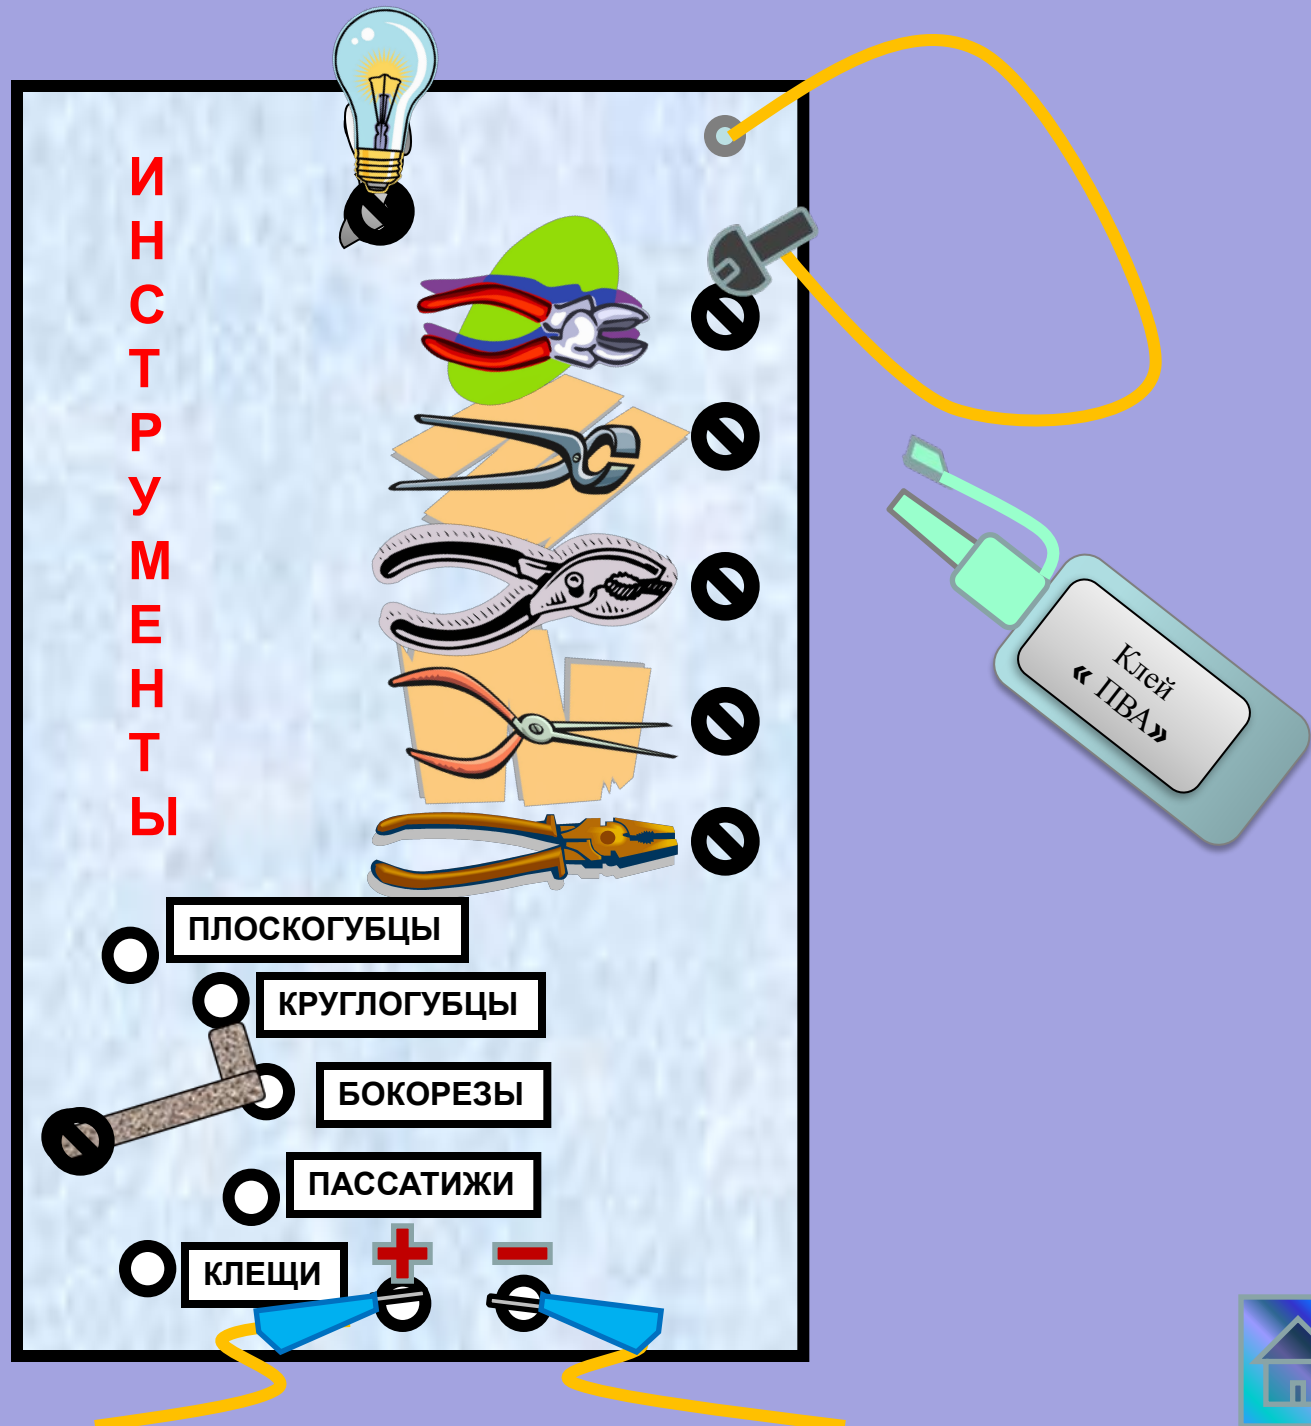 ИНСТРУМЕНТЫ
Клей
« ПВА»
ПЛОСКОГУБЦЫ
КРУГЛОГУБЦЫ
БОКОРЕЗЫ
ПАССАТИЖИ
КЛЕЩИ